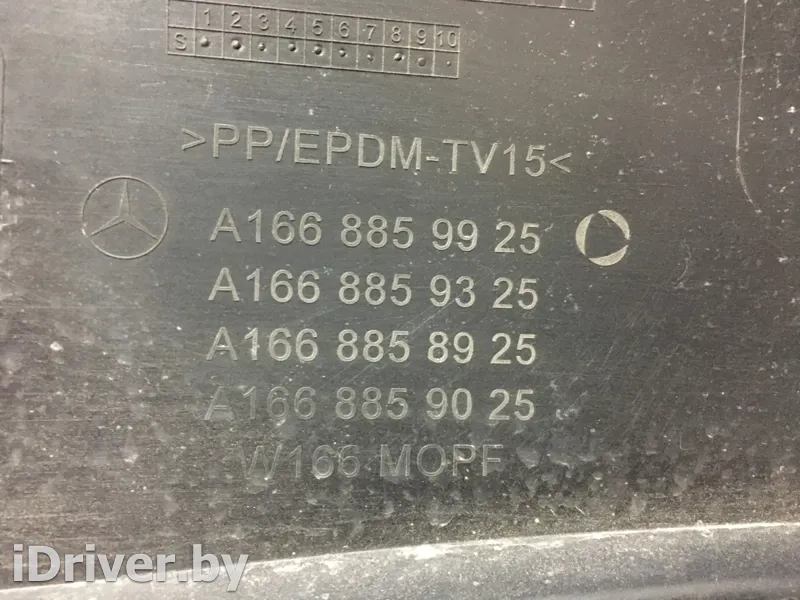 1 2 3 4 5 6 7 8 9 10
S
>PP/EPDM-TV15<
A166 885 99 25
A166 885 93 25
A166 885 89 25
A166 885 90 25
W166 MOPF
iDriver.by